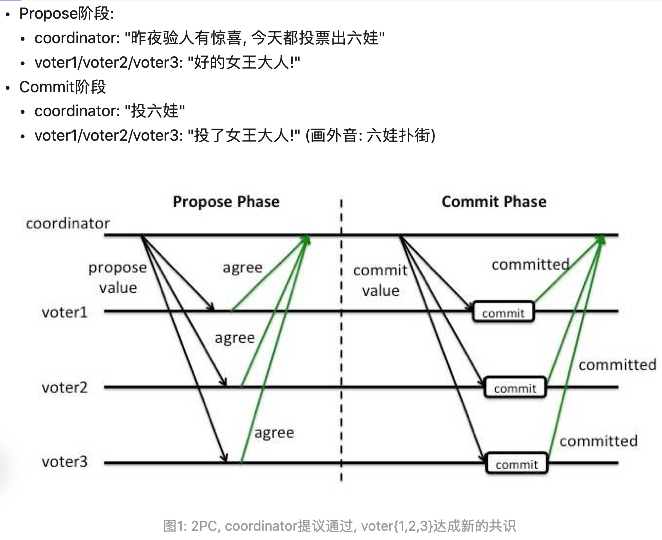 • Propose阶段:
• coordinator: "昨夜验人有惊喜, 今天都投票出六娃"
• voter1/voter2/voter3: "好的女王大人!"
• Commit阶段
• coordinator: "投六娃"
• voter1/voter2/voter3: "投了女王大人!" (画外音: 六娃扑街)
Propose Phase
Commit Phase
coordinator
propose
value
agree
commit
value
committed
voter1
commit
agree
voter2
commit
committed
agree
committed
voter3
commit
图1: 2PC, coordinator提议通过, voter{1,2,3}达成新的共识